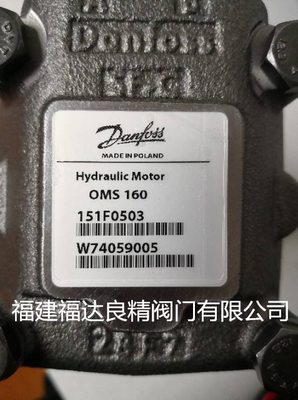 Danfoss
Danfoss
MADE IN POLAND
Hydraulic Motor
OMS 160
151F0503
W74059005
福建福达良精阀门有限公司